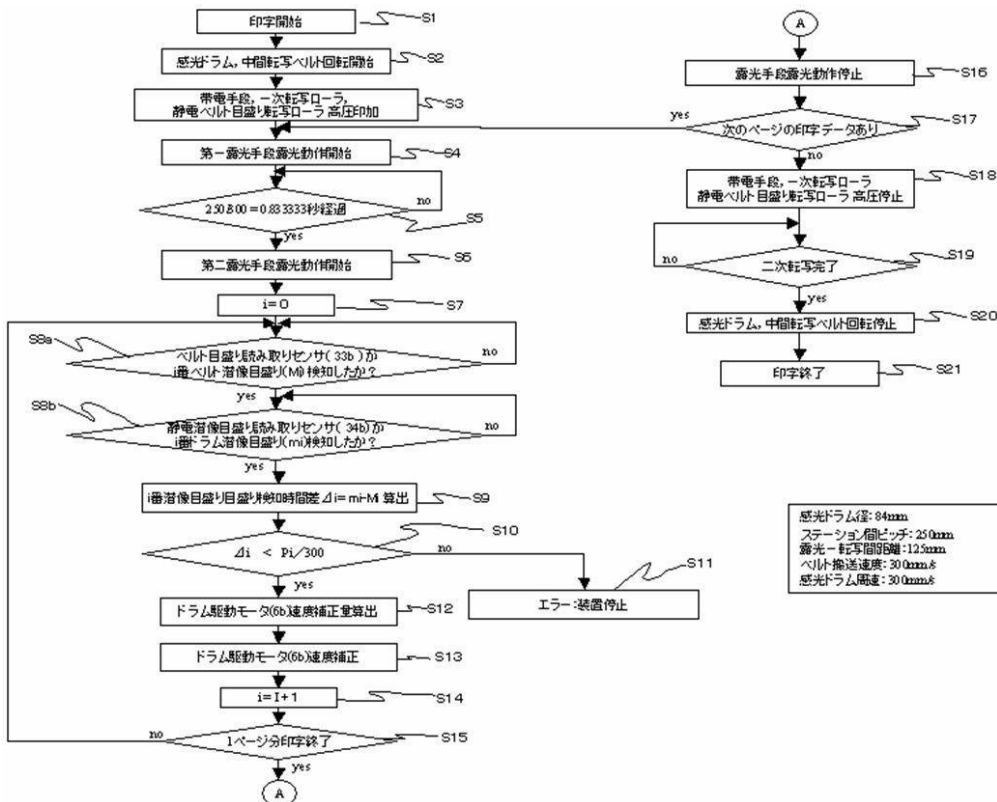 印字開始
S1
感光ドラム,中間転写ベルト回転開始
S2
帯電手段,一次転写ローラ,
静電ベルト目盛り転写ローラ 高圧印加
S3
第一露光手段露光動作開始
S4
250/300=0.833333秒経過
no
S5
yes
第二露光手段露光動作開始
S6
i=0
S7
S8a
ベルト目盛り読み取りセンサ(33b)が
i番ベルト潜像目盛り(Mi)検知したか?
no
yes
S8b
静電潜像目盛り読み取りセンサ(34b)が
i番ドラム潜像目盛り(mi)検知したか?
no
yes
i番潜像目盛り目盛り検知時間差Δi=mi-Mi 算出
S9
S10
Δi < Pi/300
no
yes
S11
エラー:装置停止
ドラム駆動モータ(6b)速度補正量算出
S12
ドラム駆動モータ(6b)速度補正
S13
i=I+1
S14
no
1ページ分印字終了
S15
yes
A
A
露光手段露光動作停止
S16
yes
次のページの印字データあり
S17
no
帯電手段,一次転写ローラ
静電ベルト目盛り転写ローラ 高圧停止
S18
no
二次転写完了
S19
yes
感光ドラム,中間転写ベルト回転停止
S20
印字終了
S21
感光ドラム径:84mm
ステーション間ピッチ:250mm
露光-転写間距離:125mm
ベルト搬送速度:300mm/s
感光ドラム周速:300mm/s